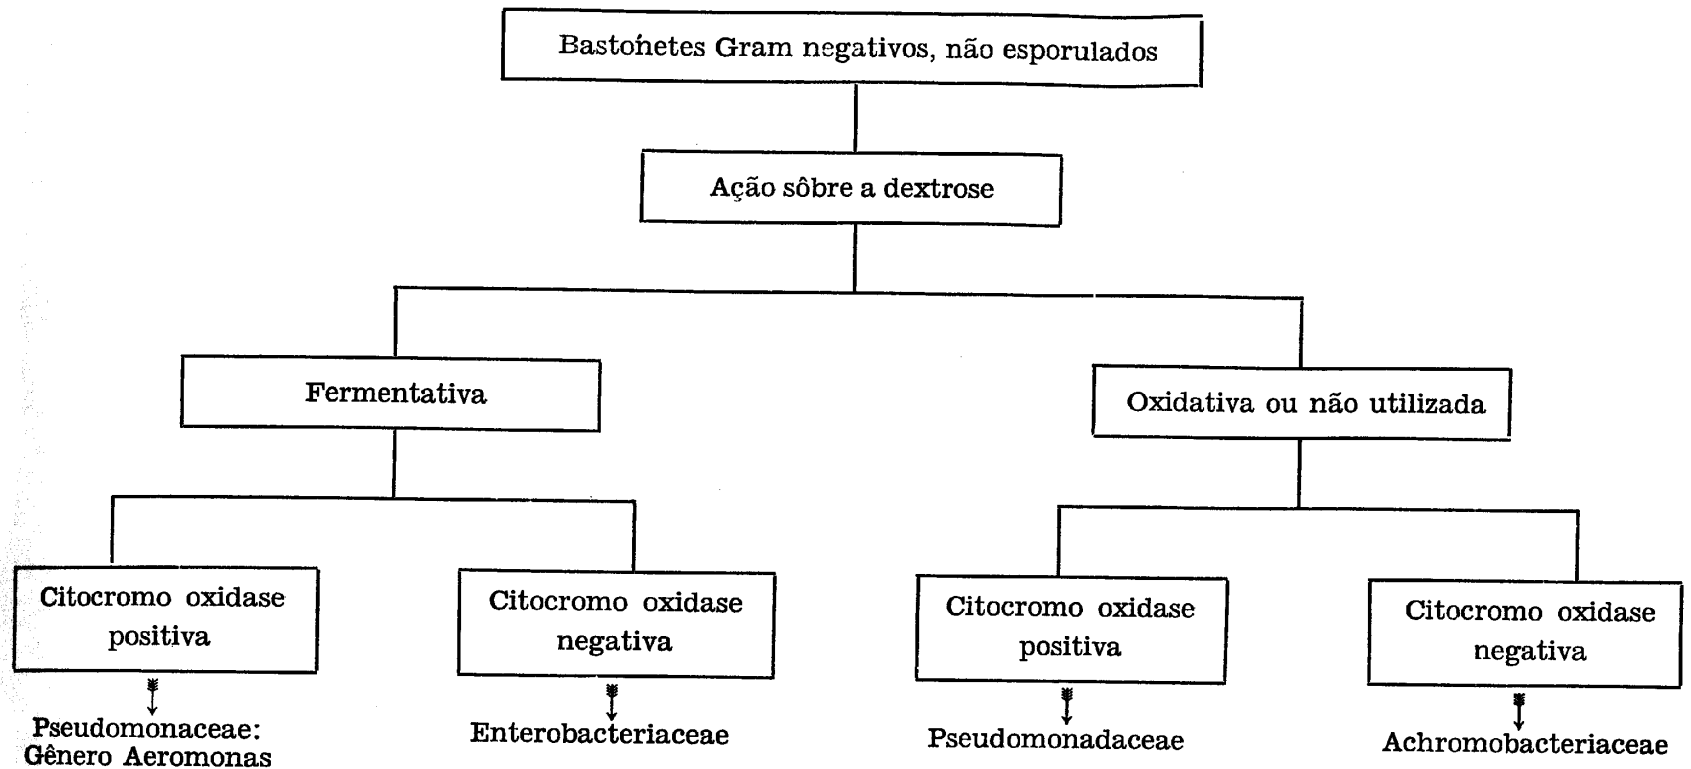 Bastonetes Gram negativos, não esporulados
Ação sôbre a dextrose
Fermentativa
Oxidativa ou não utilizada
Citocromo oxidase
positiva
Citocromo oxidase
negativa
Citocromo oxidase
positiva
Citocromo oxidase
negativa
Pseudomonaceae:
Gênero Aeromonas
Enterobacteriaceae
Pseudomonadaceae
Achromobacteriaceae